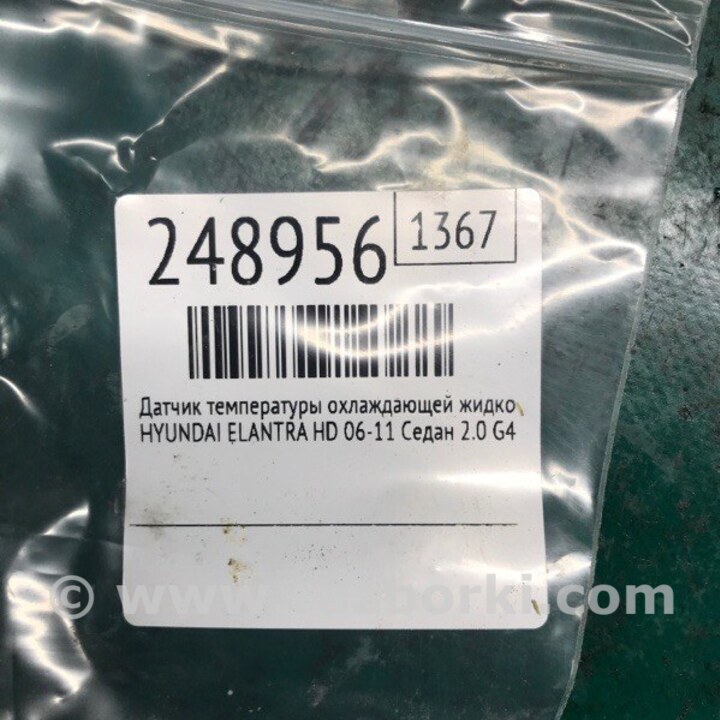 248956
1367
Датчик температуры охлаждающей жидко
HYUNDAI ELANTRA HD 06-11 Седан 2.0 G4